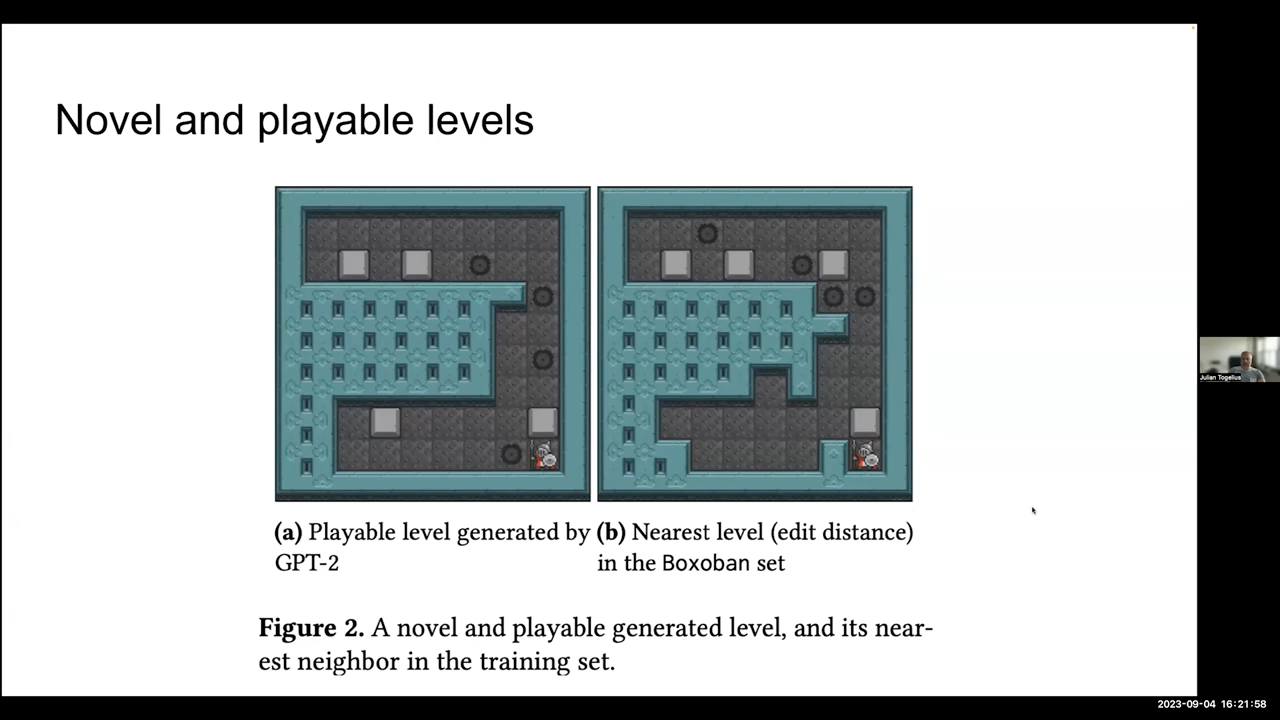 Novel and playable levels
(a) Playable level generated by
GPT-2
(b) Nearest level (edit distance)
in the Boxoban set
Figure 2. A novel and playable generated level, and its near-
est neighbor in the training set.
Julian Togelius
2023-09-04 16:21:58